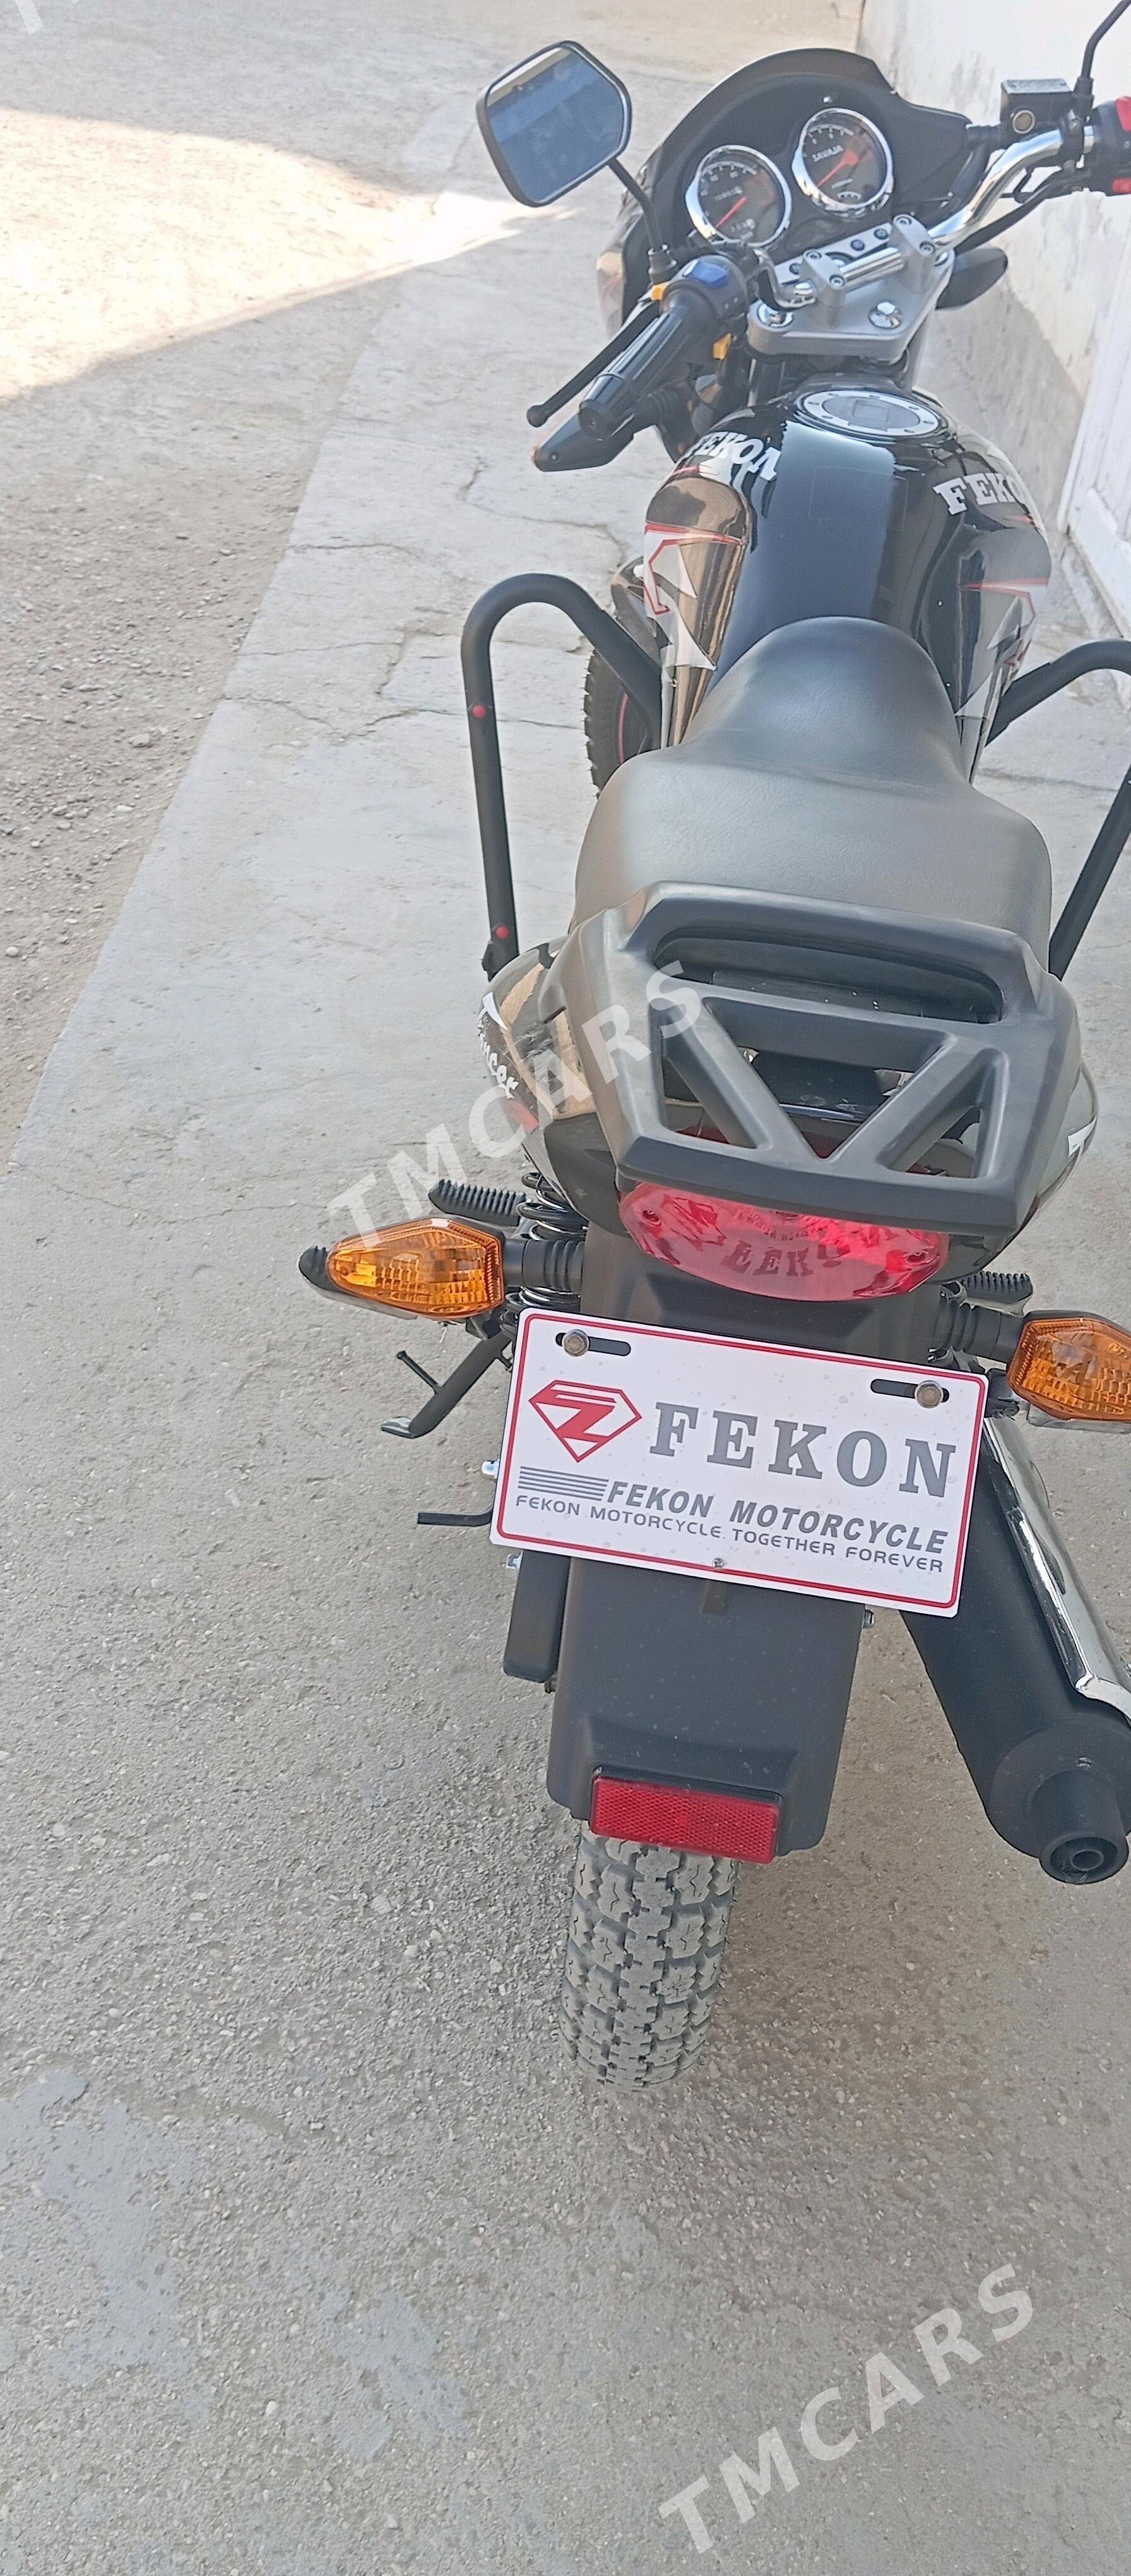 FEKON
FEKON
TMCARS
FEKON
FEKON MOTORCYCLE
FEKON MOTORCYCLE TOGETHER FOREVER
TMCARS